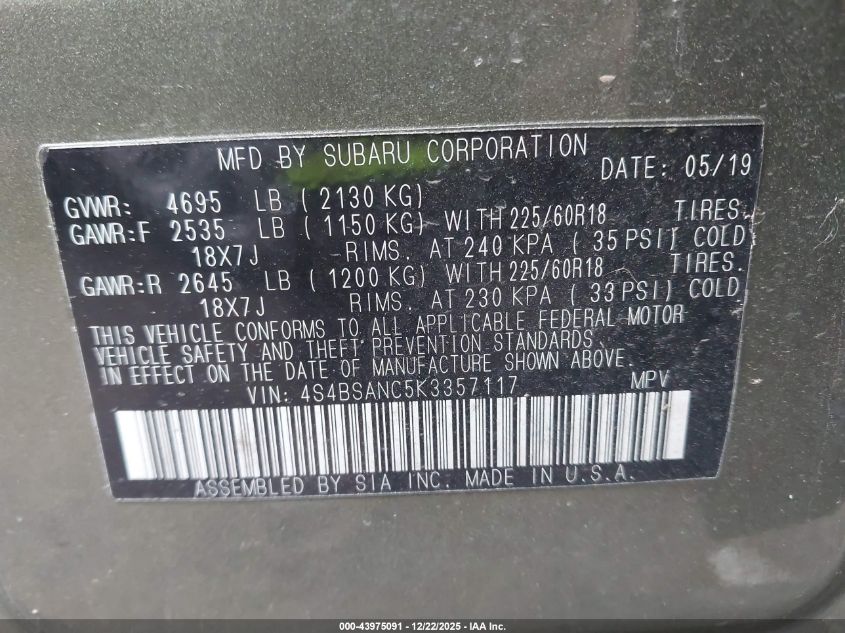 MFD BY SUBARU CORPORATION DATE: 05/19
GVWR: 4695 LB ( 2130 KG)
GAWR:F 2535 LB ( 1150 KG) WITH 225/60R18 TIRES.
18X7J RIMS. AT 240 KPA ( 35 PSI) COLD
GAWR:R 2645 LB ( 1200 KG) WITH 225/60R18 TIRES.
18X7J RIMS. AT 230 KPA ( 33 PSI) COLD
THIS VEHICLE CONFORMS TO ALL APPLICABLE FEDERAL MOTOR
VEHICLE SAFETY AND THEFT PREVENTION STANDARDS
IN EFFECT ON THE DATE OF MANUFACTURE SHOWN ABOVE.
VIN: 4S4BSANC5K3357117 MPV
ASSEMBLED BY SIA INC. MADE IN U.S.A.
000-43975091 - 12/22/2025 - IAA Inc.